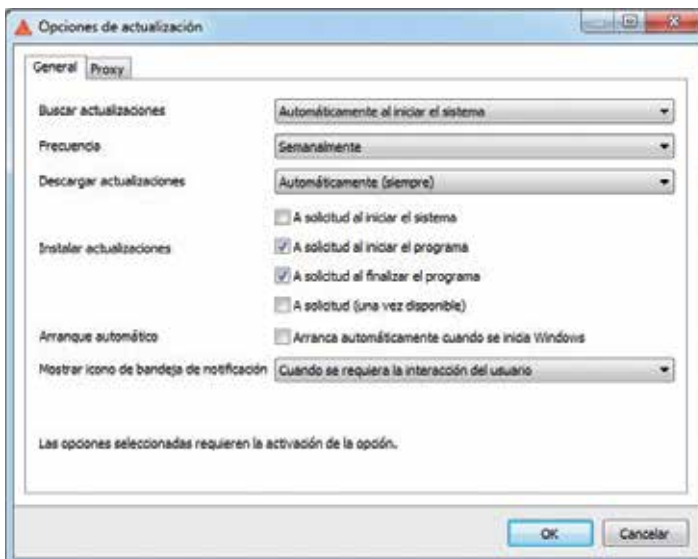 Opciones de actualización
General Proxy
Buscar actualizaciones Automáticamente al iniciar el sistema
Frecuencia Semanalmente
Descargar actualizaciones Automáticamente (siempre)
A solicitud al iniciar el sistema
Instalar actualizaciones A solicitud al iniciar el programa
A solicitud al finalizar el programa
A solicitud (una vez disponible)
Arranque automático Arranca automáticamente cuando se inicia Windows
Mostrar icono de bandeja de notificación Cuando se requiera la interacción del usuario
Las opciones seleccionadas requieren la activación de la opción.
OK Cancelar